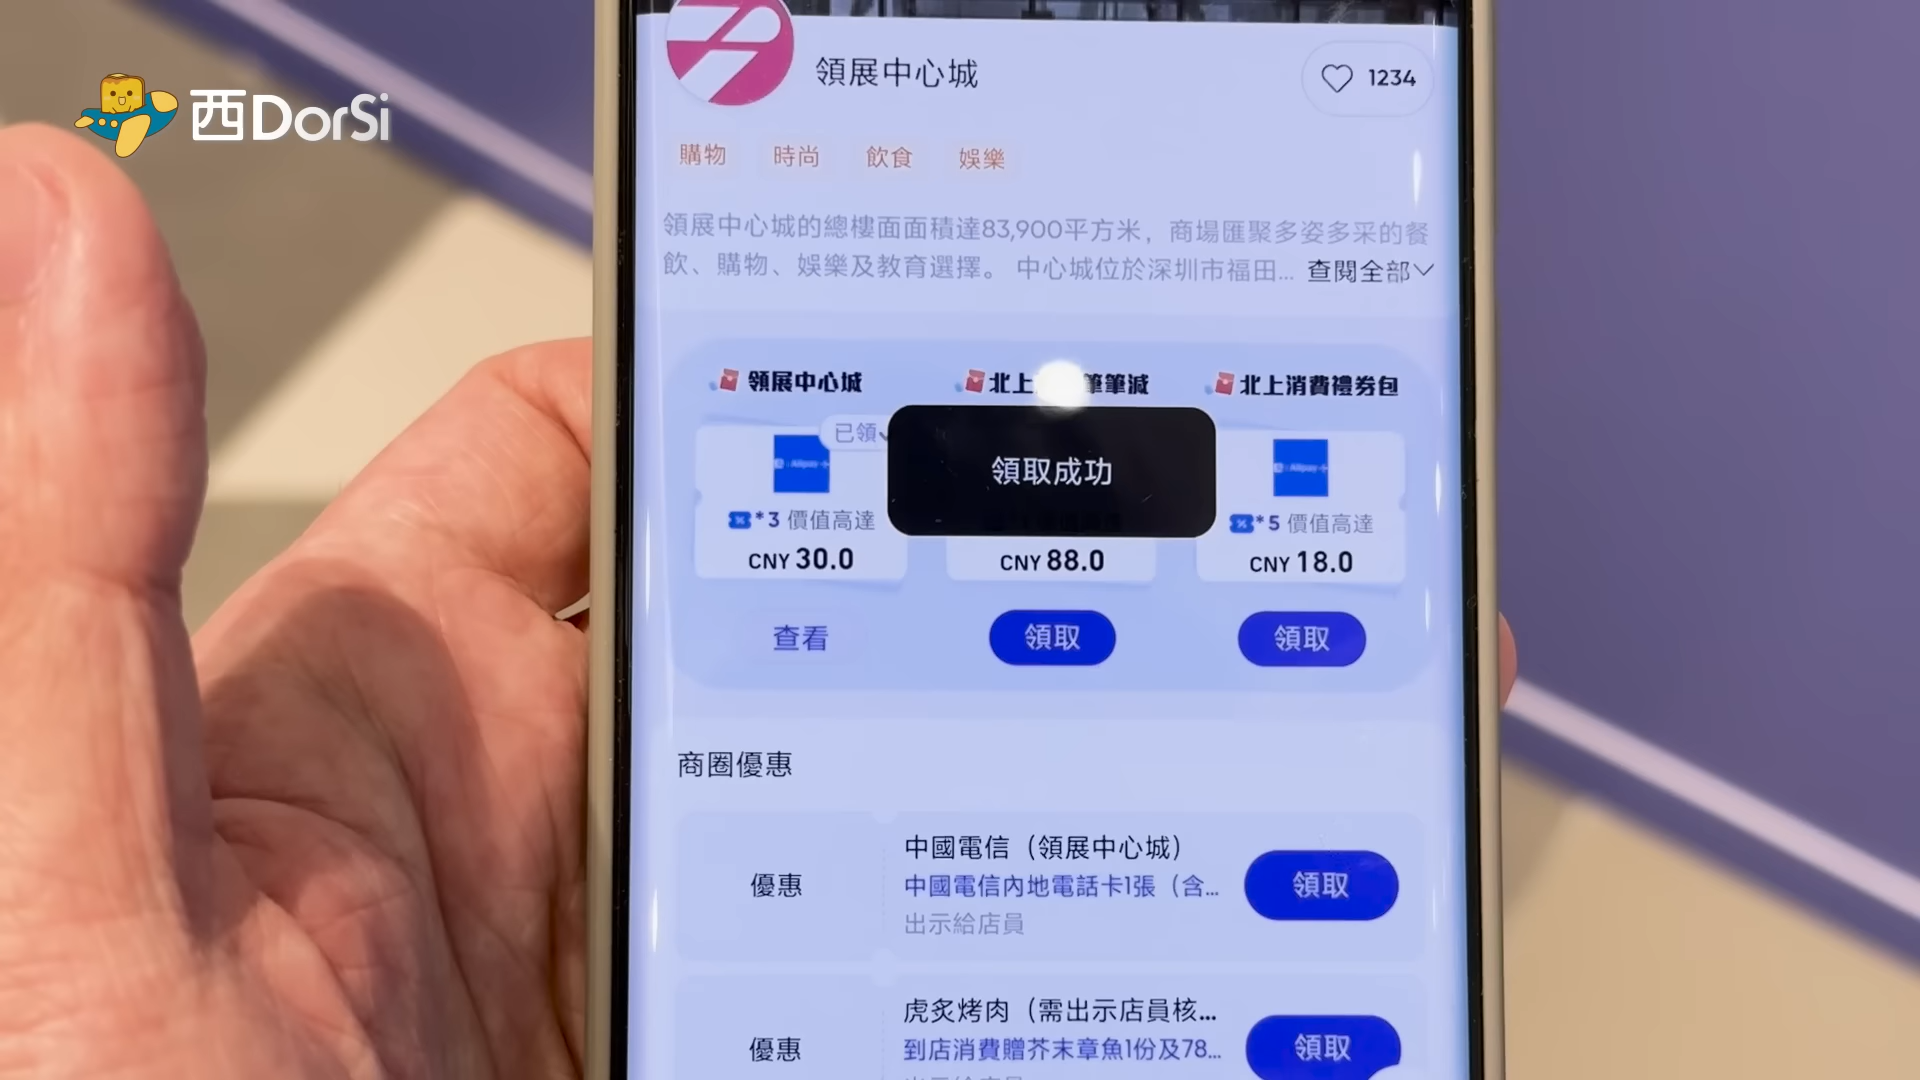 西DorSi
領展中心城
1234
購物 時尚 飲食 娛樂
領展中心城的總樓面面積達83,900平方米，商場匯聚多姿多采的餐
飲、購物、娛樂及教育選擇。 中心城位於深圳市福田... 查閱全部
領展中心城
已領
*3 價值高達
CNY 30.0
查看
北上 筆筆減
領取成功
CNY 88.0
領取
北上消費禮券包
*5 價值高達
CNY 18.0
領取
商圈優惠
優惠
中國電信（領展中心城）
中國電信內地電話卡1張（含...
出示給店員
領取
優惠
虎炙烤肉（需出示店員核...
到店消費贈芥末章魚1份及78...
領取